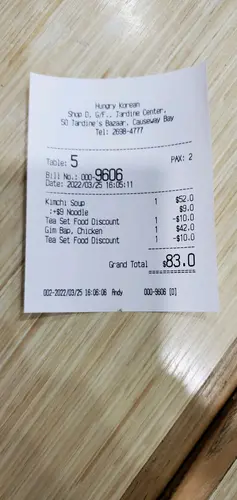 Hungry Korean
Shop D, G/F., Jardine Center,
50 Jardine's Bazaar, Causeway Bay
Tel: 2698-4777
Table: 5 PAX: 2
Bill No.: 000-9606
Date: 2022/03/25 16:05:11
Kimchi Soup 1 $52.0
:+$9 Noodle $9.0
Tea Set Food Discount 1 -$10.0
Gim Bap, Chicken 1 $42.0
Tea Set Food Discount 1 -$10.0
Grand Total $83.0
002-2022/03/25 16:06:06 Andy 000-9606 [0]